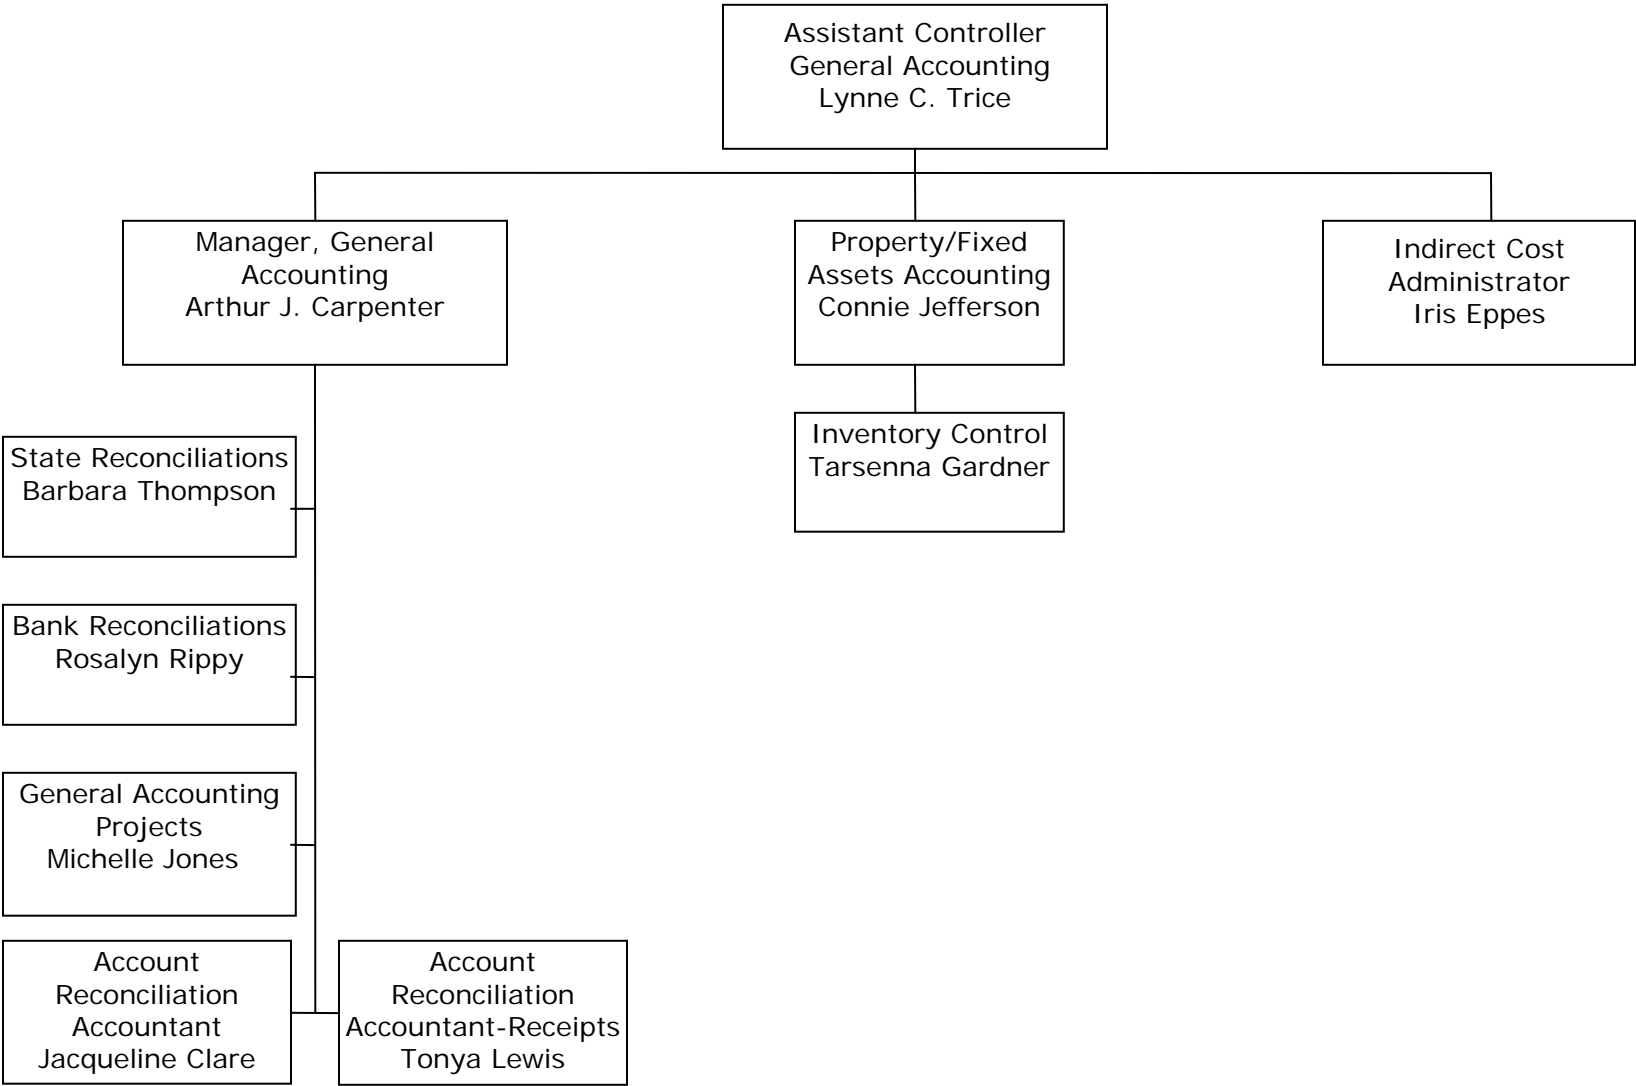 Assistant Controller
General Accounting
Lynne C. Trice
Manager, General
Accounting
Arthur J. Carpenter
Property/Fixed
Assets Accounting
Connie Jefferson
Indirect Cost
Administrator
Iris Eppes
State Reconciliations
Barbara Thompson
Inventory Control
Tarsenna Gardner
Bank Reconciliations
Rosalyn Rippy
General Accounting
Projects
Michelle Jones
Account
Reconciliation
Accountant
Jacqueline Clare
Account
Reconciliation
Accountant-Receipts
Tonya Lewis